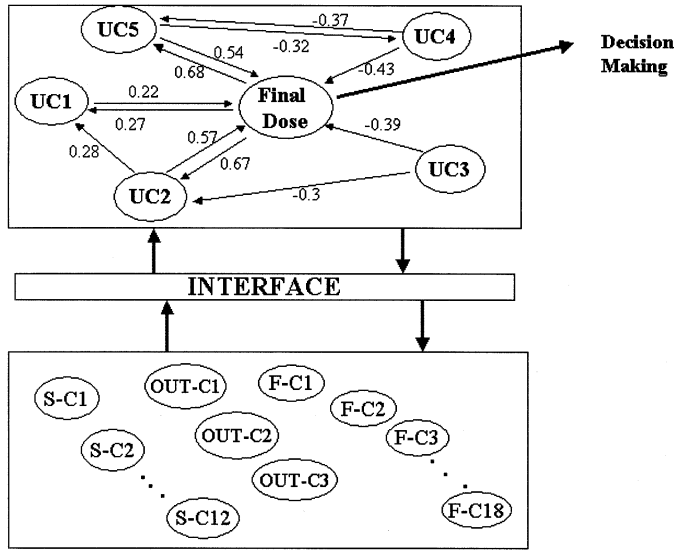 UC5
-0.37
-0.32
UC4
0.54
0.68
-0.43
Decision
Making
UC1
0.22
0.27
Final
Dose
-0.39
0.28
0.57
0.67
UC3
UC2
-0.3
INTERFACE
S-C1
OUT-C1
F-C1
F-C2
S-C2
OUT-C2
F-C3
OUT-C3
S-C12
F-C18